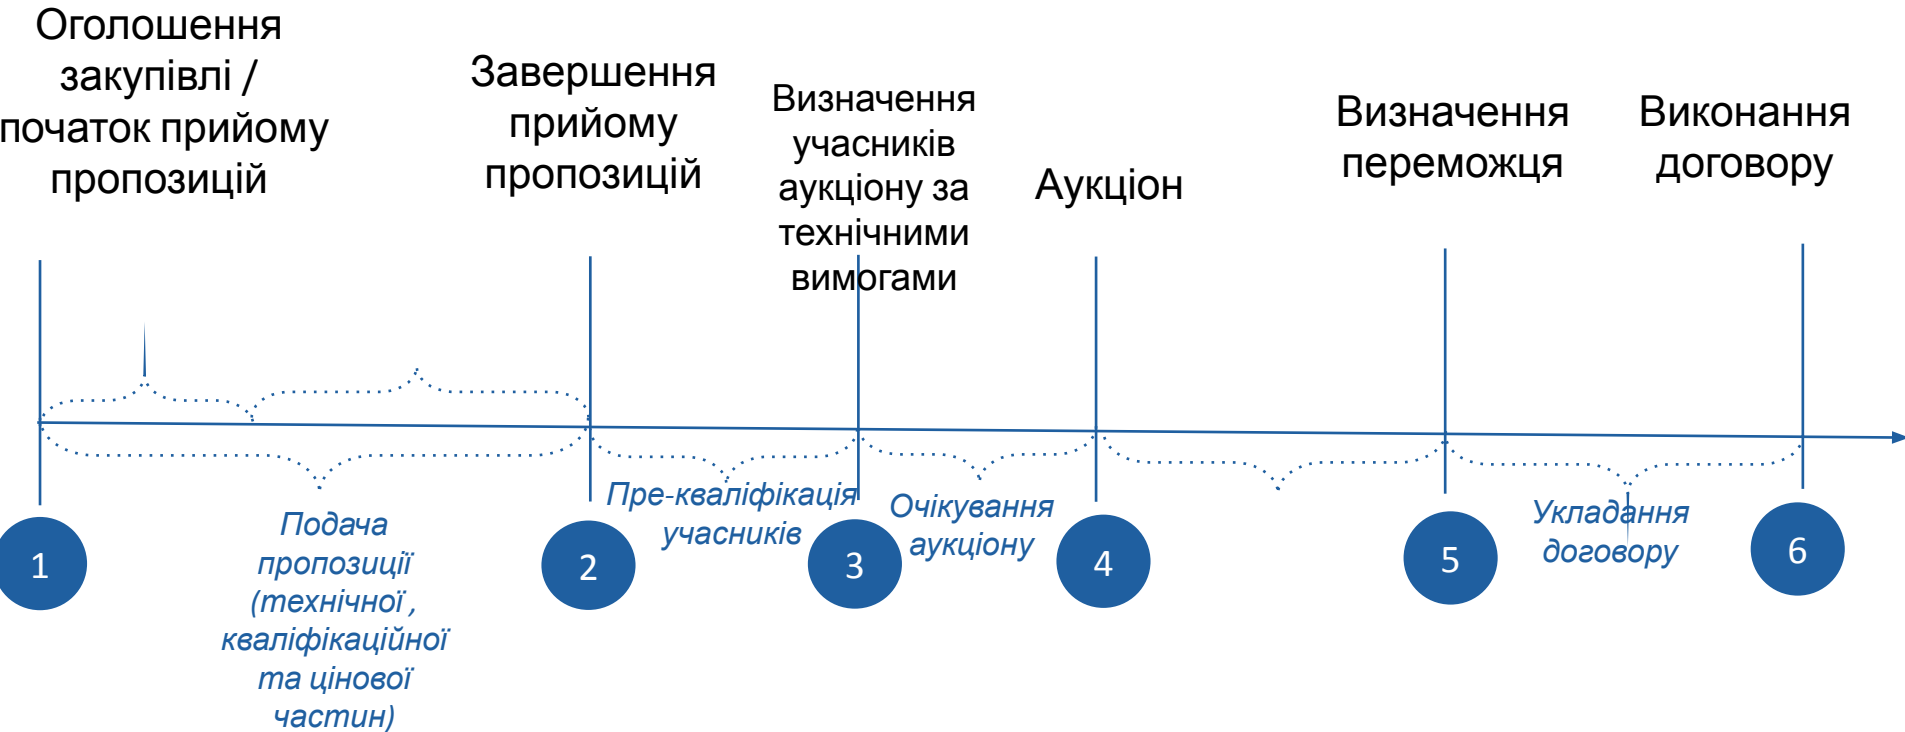 Оголошення
закупівлі /
початок прийому
пропозицій
Завершення
прийому
пропозицій
Визначення
учасників
аукціону за
технічними
вимогами
Аукціон
Визначення
переможця
Виконання
договору
Подача
пропозиції
(технічної ,
кваліфікаційної
та цінової
частин)
Пре-кваліфікація
учасників
Очікування
аукціону
Укладання
договору
1
2
3
4
5
6